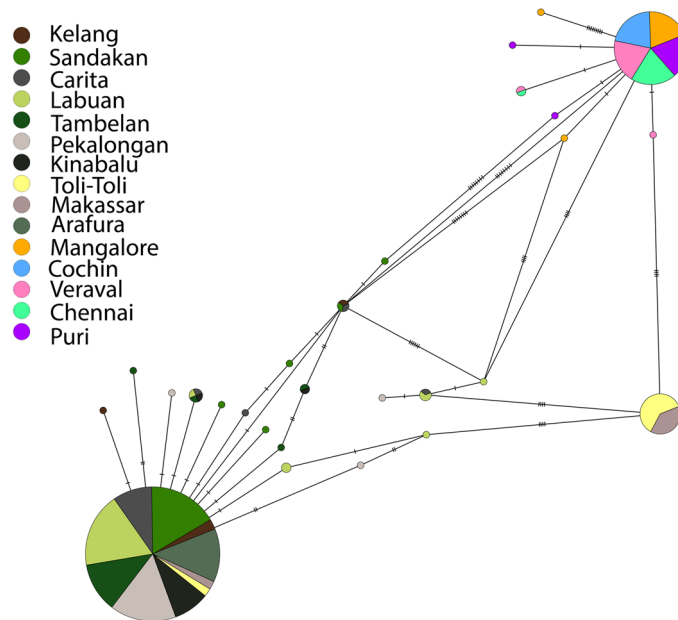 Kelang
Sandakan
Carita
Labuan
Tambelan
Pekalongan
Kinabalu
Toli-Toli
Makassar
Arafura
Mangalore
Cochin
Veraval
Chennai
Puri